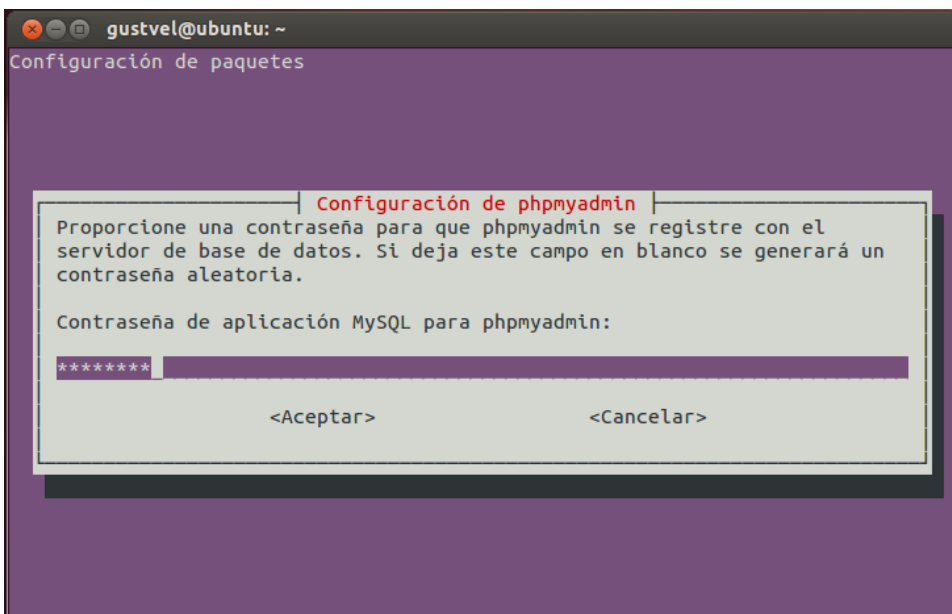 gustvel@ubuntu: ~
Configuración de paquetes
Configuración de phpmyadmin
Proporcione una contraseña para que phpmyadmin se registre con el
servidor de base de datos. Si deja este campo en blanco se generará un
contraseña aleatoria.
Contraseña de aplicación MySQL para phpmyadmin:
********_
<Aceptar> <Cancelar>